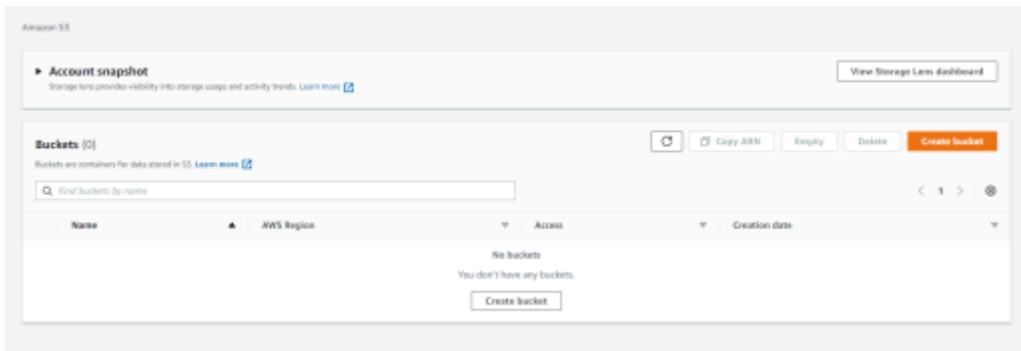 Amazon S3
Account snapshot
View Storage Lens dashboard
Storage lens provides visibility into storage usage and activity trends. Learn more
Buckets (0)
Copy ARN Empty Delete Create bucket
Buckets are containers for data stored in S3. Learn more
Find buckets by name
1
Name AWS Region Access Creation date
No buckets
You don't have any buckets.
Create bucket